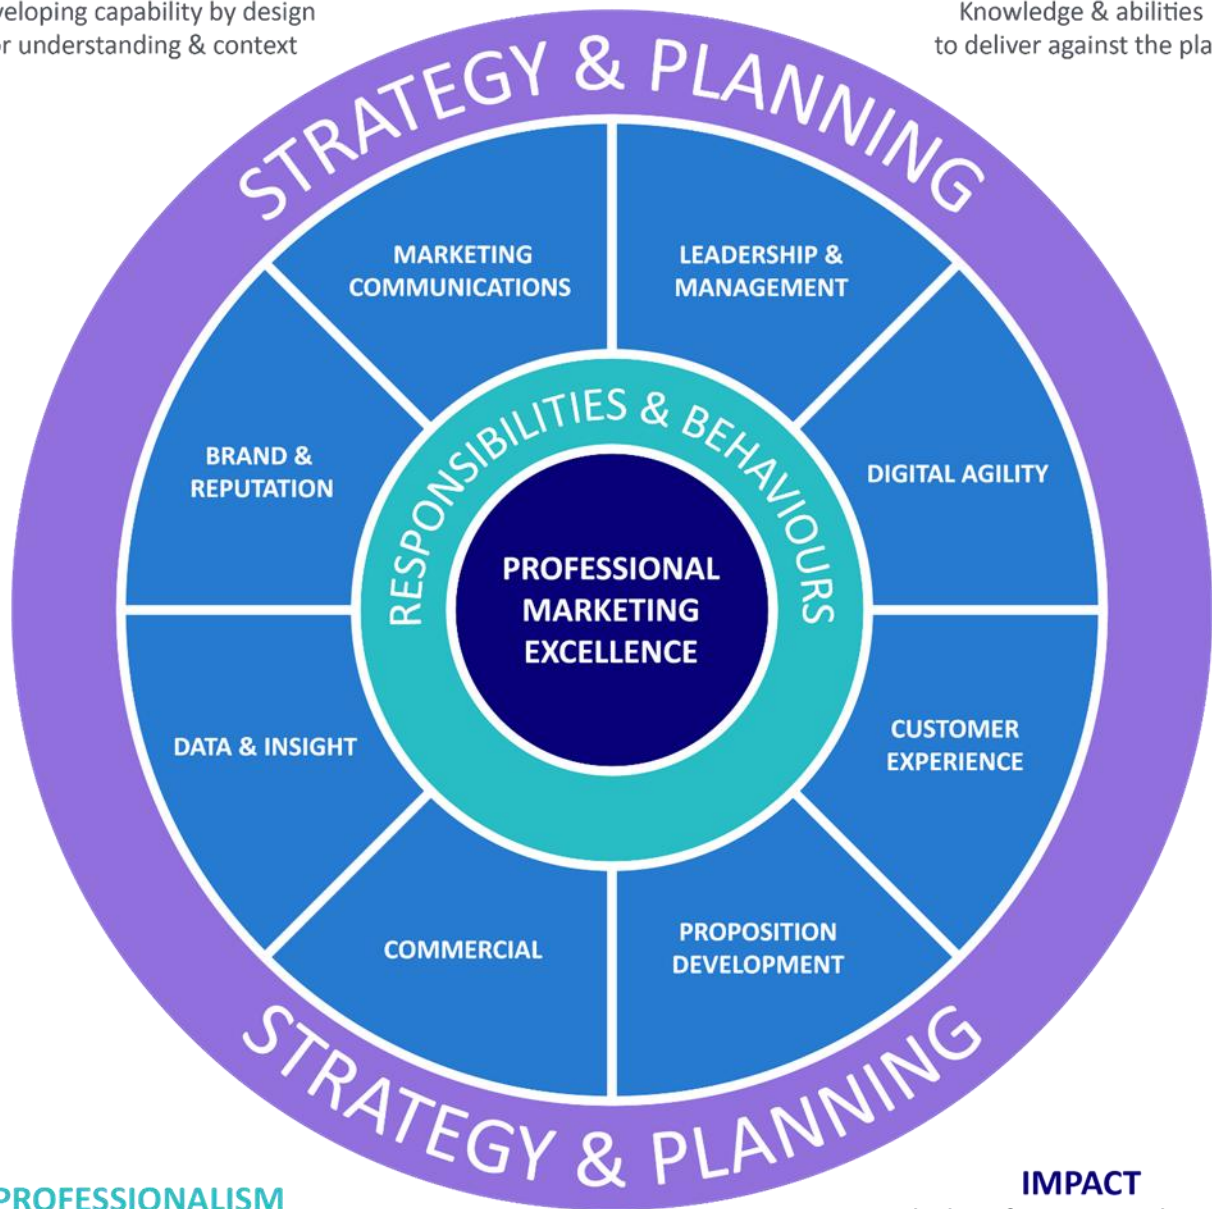 developing capability by design
for understanding & context
Knowledge & abilities
to deliver against the pla
STRATEGY & PLANNING
MARKETING
COMMUNICATIONS
LEADERSHIP &
MANAGEMENT
BRAND &
REPUTATION
DIGITAL AGILITY
RESPONSIBILITIES & BEHAVIOURS
PROFESSIONAL
MARKETING
EXCELLENCE
DATA & INSIGHT
CUSTOMER
EXPERIENCE
COMMERCIAL
PROPOSITION
DEVELOPMENT
STRATEGY & PLANNING
PROFESSIONALISM
IMPACT